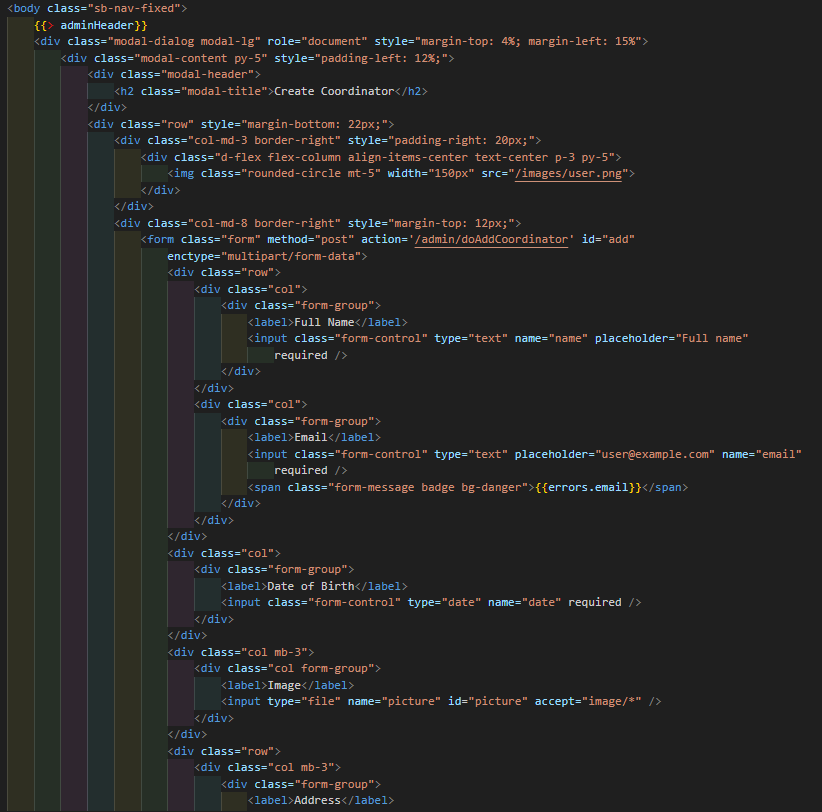 <body class="sb-nav-fixed">
{{> adminHeader}}
<div class="modal-dialog modal-lg" role="document" style="margin-top: 4%; margin-left: 15%">
<div class="modal-content py-5" style="padding-left: 12%;">
<div class="modal-header">
<h2 class="modal-title">Create Coordinator</h2>
</div>
<div class="row" style="margin-bottom: 22px;">
<div class="col-md-3 border-right" style="padding-right: 20px;">
<div class="d-flex flex-column align-items-center text-center p-3 py-5">
<img class="rounded-circle mt-5" width="150px" src="/images/user.png">
</div>
</div>
<div class="col-md-8 border-right" style="margin-top: 12px;">
<form class="form" method="post" action='/admin/doAddCoordinator' id="add"
enctype="multipart/form-data">
<div class="row">
<div class="col">
<div class="form-group">
<label>Full Name</label>
<input class="form-control" type="text" name="name" placeholder="Full name"
required />
</div>
</div>
<div class="col">
<div class="form-group">
<label>Email</label>
<input class="form-control" type="text" placeholder="user@example.com" name="email"
required />
<span class="form-message badge bg-danger">{{errors.email}}</span>
</div>
</div>
</div>
<div class="col">
<div class="form-group">
<label>Date of Birth</label>
<input class="form-control" type="date" name="date" required />
</div>
</div>
<div class="col mb-3">
<div class="col form-group">
<label>Image</label>
<input type="file" name="picture" id="picture" accept="image/*" />
</div>
</div>
<div class="row">
<div class="col mb-3">
<div class="form-group">
<label>Address</label>